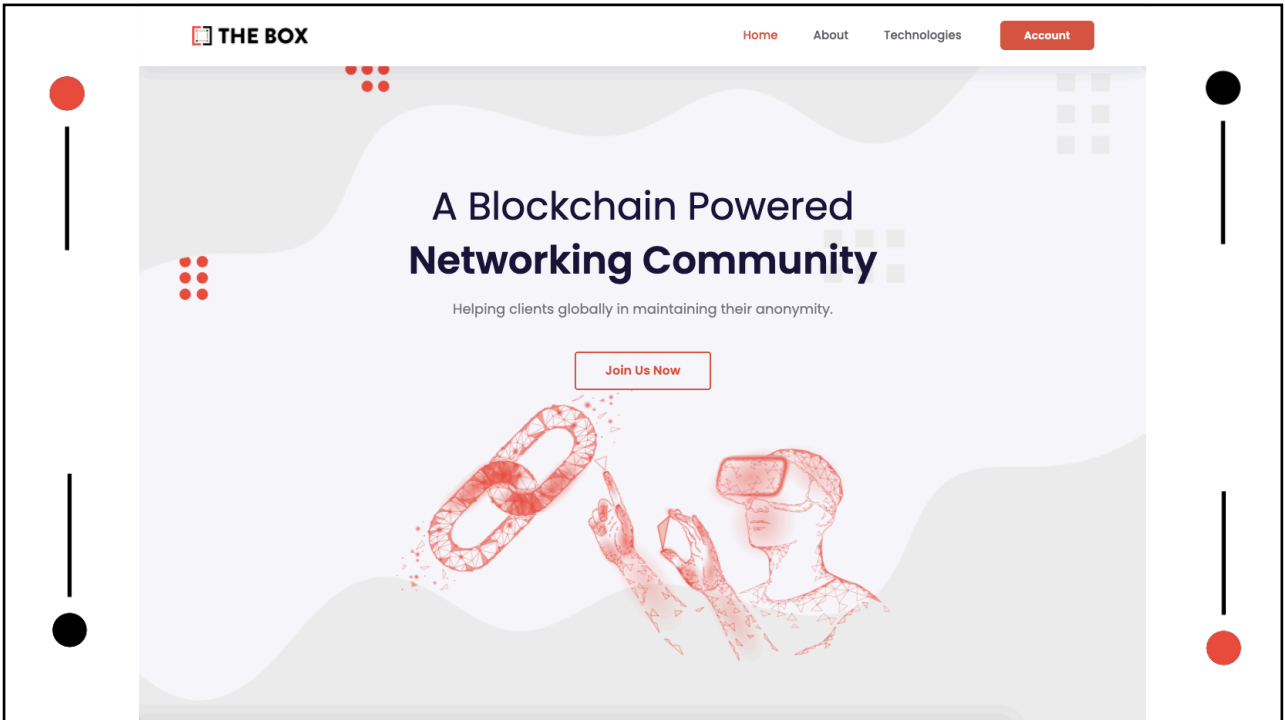 THE BOX
Home
About
Technologies
Account
A Blockchain Powered
Networking Community
Helping clients globally in maintaining their anonymity.
Join Us Now